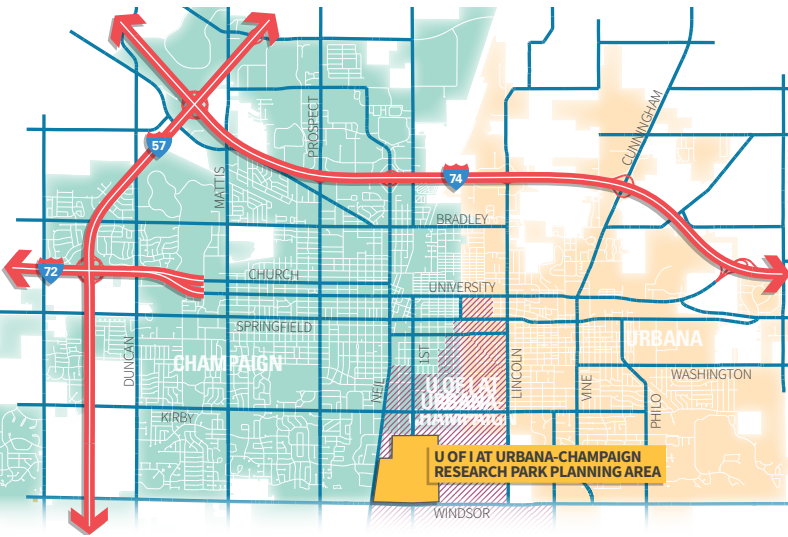 CUNNINGHAM
PROSPECT
57
74
MATTIS
BRADLEY
72
CHURCH
UNIVERSITY
SPRINGFIELD
URBANA
DUNCAN
CHAMPAIGN
1ST
LINCOLN
WASHINGTON
NEIL
U OF I AT
URBANA-
CHAMPAIGN
VINE
PHILO
KIRBY
U OF I AT URBANA-CHAMPAIGN
RESEARCH PARK PLANNING AREA
WINDSOR